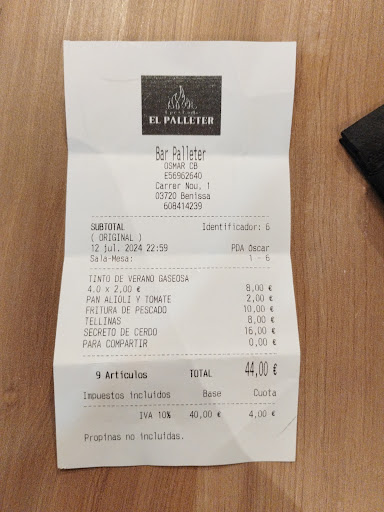 EL PALLETER
Bar Palleter
OSMAR CB
E56962640
Carrer Nou, 1
03720 Benissa
608414239
SUBTOTAL Identificador: 6
( ORIGINAL )
12 jul. 2024 22:59 PDA Oscar
Sala-Mesa: 1 - 6
TINTO DE VERANO GASEOSA
4.0 x 2,00 € 8,00 €
PAN ALIOLI Y TOMATE 2,00 €
FRITURA DE PESCADO 10,00 €
TELLINAS 8,00 €
SECRETO DE CERDO 16,00 €
PARA COMPARTIR 0,00 €
9 Artículos TOTAL 44,00 €
Impuestos incluidos Base Cuota
IVA 10% 40,00 € 4,00 €
Propinas no incluidas.